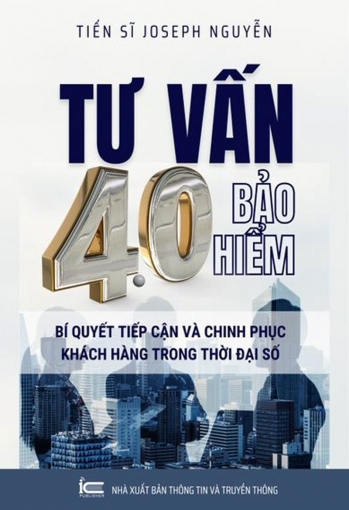 TIẾN SĨ JOSEPH NGUYỄN
TƯ VẤN
4.0
BẢO
HIỂM
BÍ QUYẾT TIẾP CẬN VÀ CHINH PHỤC
KHÁCH HÀNG TRONG THỜI ĐẠI SỐ
ic
PUBLISHER
NHÀ XUẤT BẢN THÔNG TIN VÀ TRUYỀN THÔNG